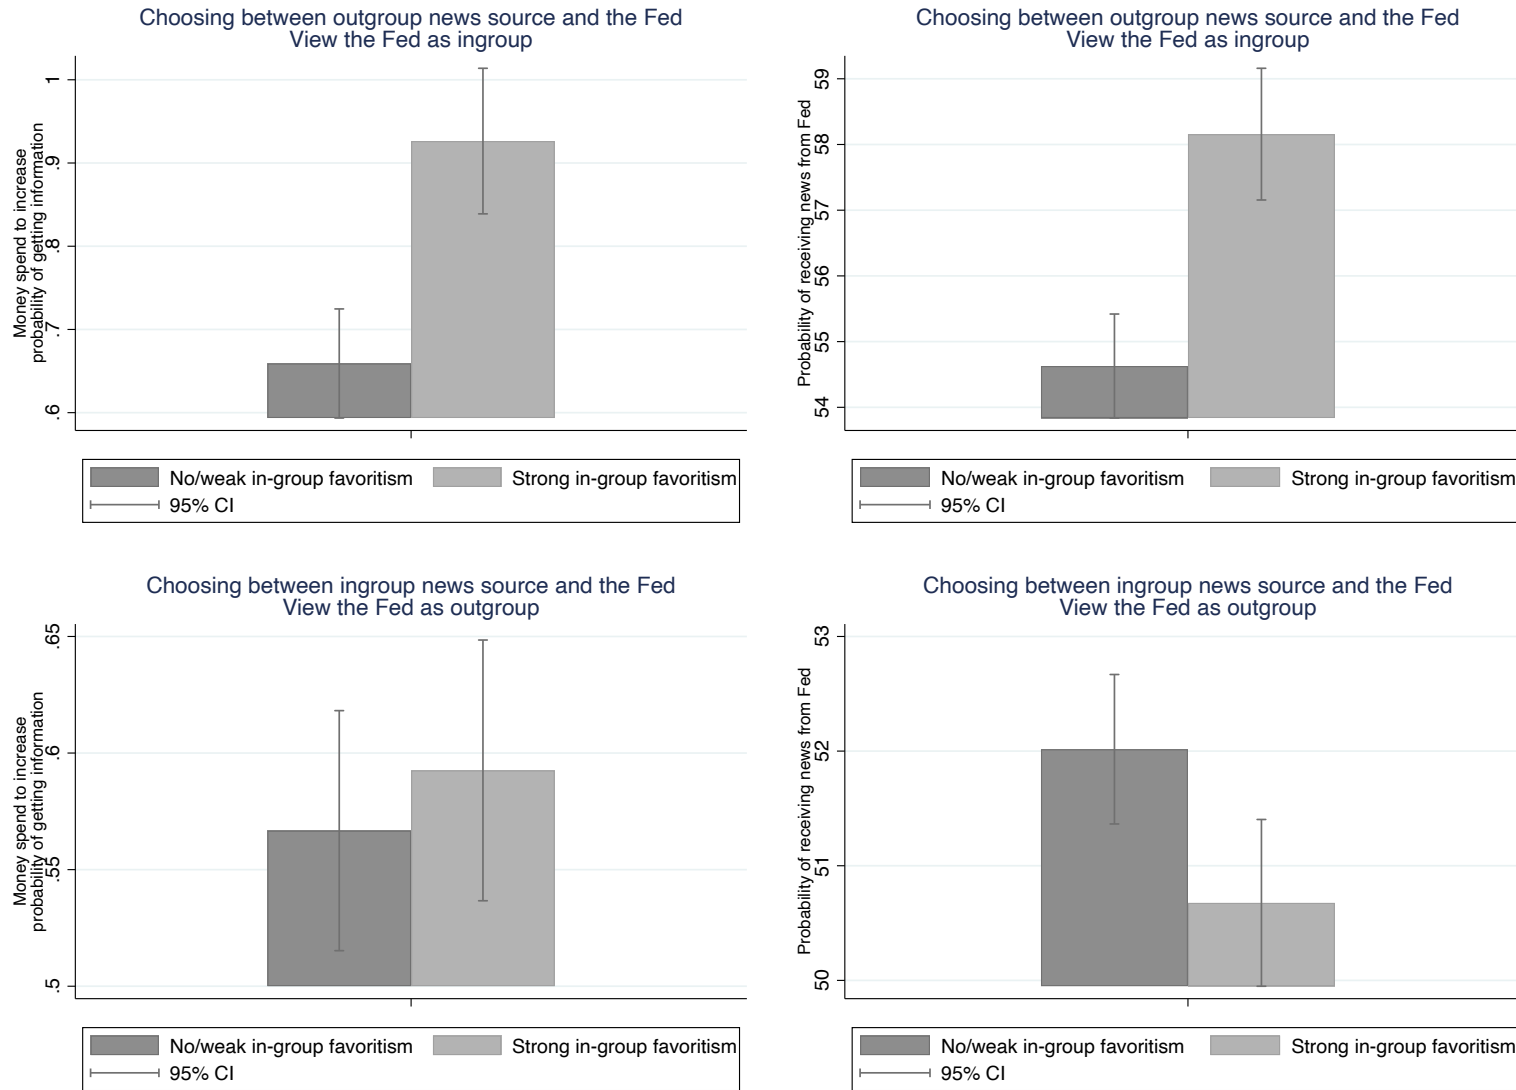 Choosing between outgroup news source and the Fed
View the Fed as ingroup
Money spend to increase
probability of getting information
1
.9
.8
.7
.6
No/weak in-group favoritism
Strong in-group favoritism
95% CI
Choosing between outgroup news source and the Fed
View the Fed as ingroup
Probability of receiving news from Fed
59
58
57
56
55
54
No/weak in-group favoritism
Strong in-group favoritism
95% CI
Choosing between ingroup news source and the Fed
View the Fed as outgroup
Money spend to increase
probability of getting information
.65
.6
.55
.5
No/weak in-group favoritism
Strong in-group favoritism
95% CI
Choosing between ingroup news source and the Fed
View the Fed as outgroup
Probability of receiving news from Fed
53
52
51
50
No/weak in-group favoritism
Strong in-group favoritism
95% CI